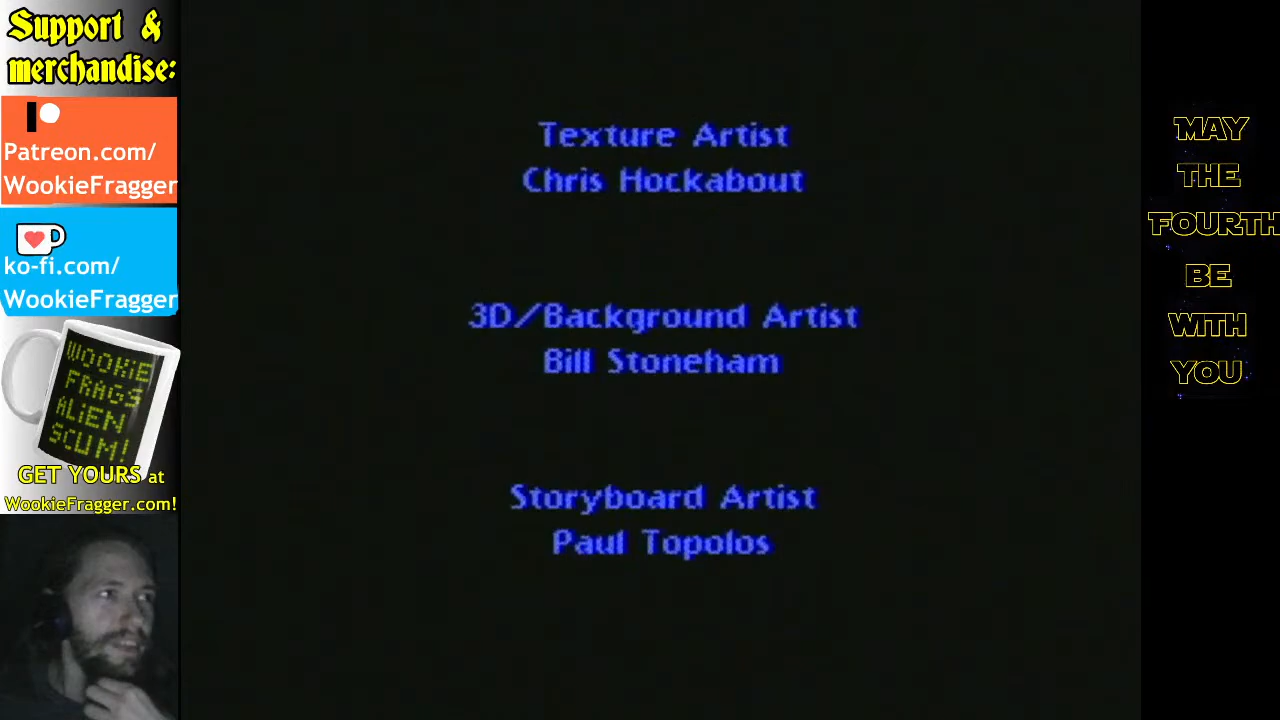 Support &
merchandise:
Patreon.com/
WookieFragger
ko-fi.com/
WookieFragger
WOOKiE
FRAGS
ALiEN
SCUM!
GET YOURS at
WookieFragger.com!
Texture Artist
Chris Hockabout
3D/Background Artist
Bill Stoneham
Storyboard Artist
Paul Topolos
MAY
THE
FOURTH
BE
WITH
YOU